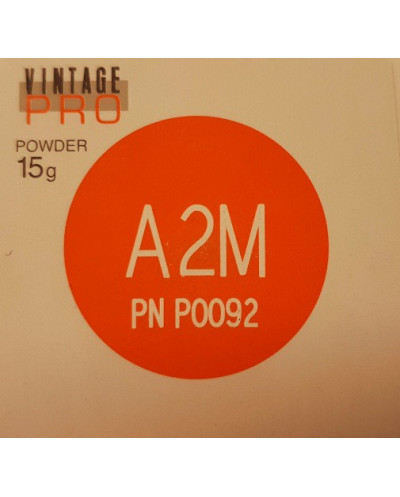 VINTAGE
PRO
POWDER
15g
A2M
PN P0092